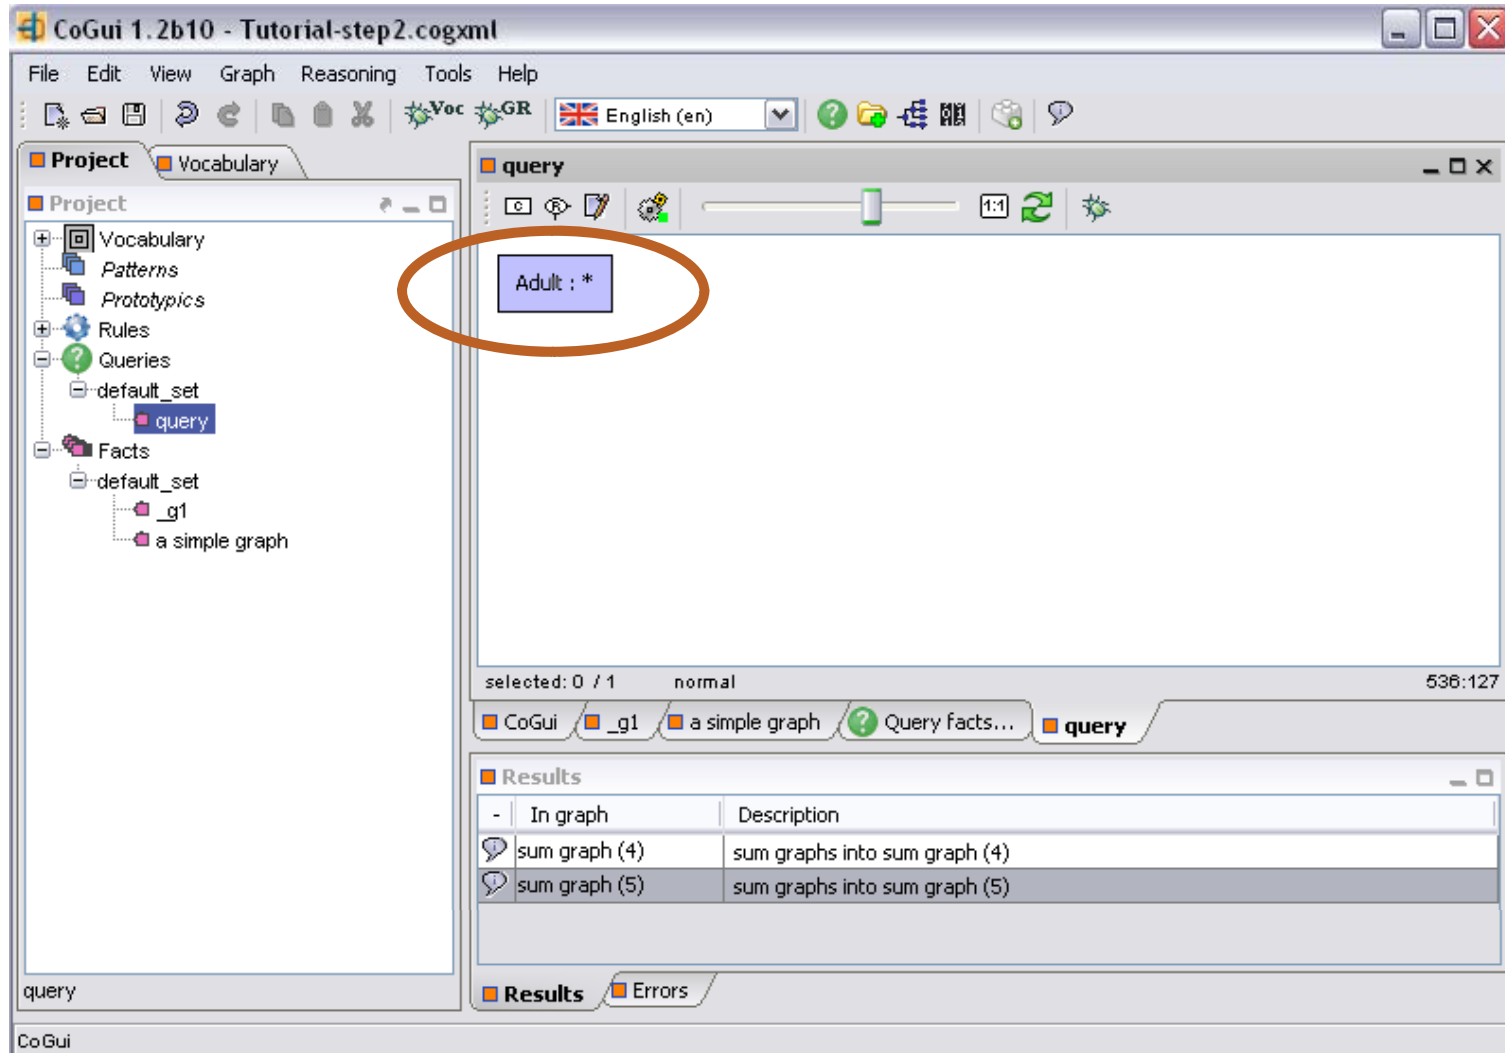 CoGui 1.2b10 - Tutorial-step2.cogxml
File Edit View Graph Reasoning Tools Help
Voc GR English (en)
Project Vocabulary
Project
Vocabulary
Patterns
Prototypics
Rules
Queries
default_set
query
Facts
default_set
_g1
a simple graph
query
query
C R 1:1
Adult : *
selected: 0 / 1 normal 536:127
CoGui _g1 a simple graph Query facts... query
Results
- In graph Description
sum graph (4) sum graphs into sum graph (4)
sum graph (5) sum graphs into sum graph (5)
Results Errors
CoGui